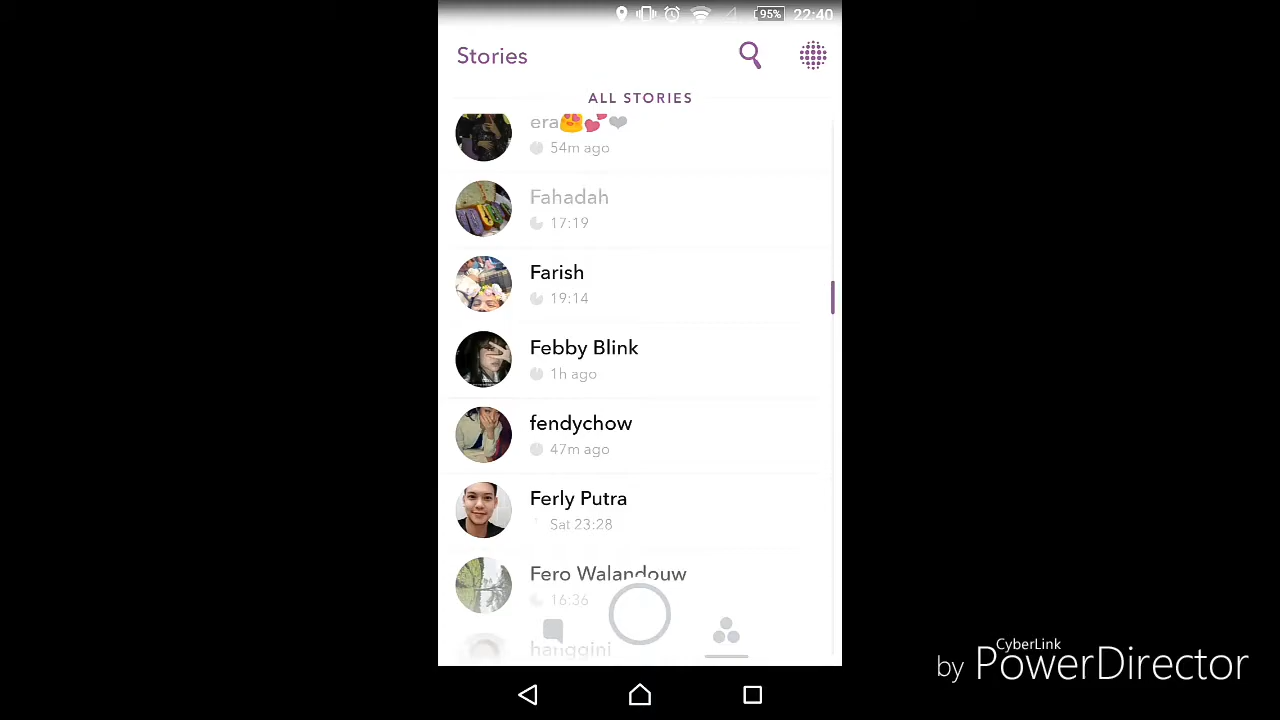 95% 22:40
Stories
ALL STORIES
era😍💕❤
54m ago
Fahadah
17:19
Farish
19:14
Febby Blink
1h ago
fendychow
47m ago
Ferly Putra
Sat 23:28
Fero Walandouw
16:36
hanggini
CyberLink
by PowerDirector